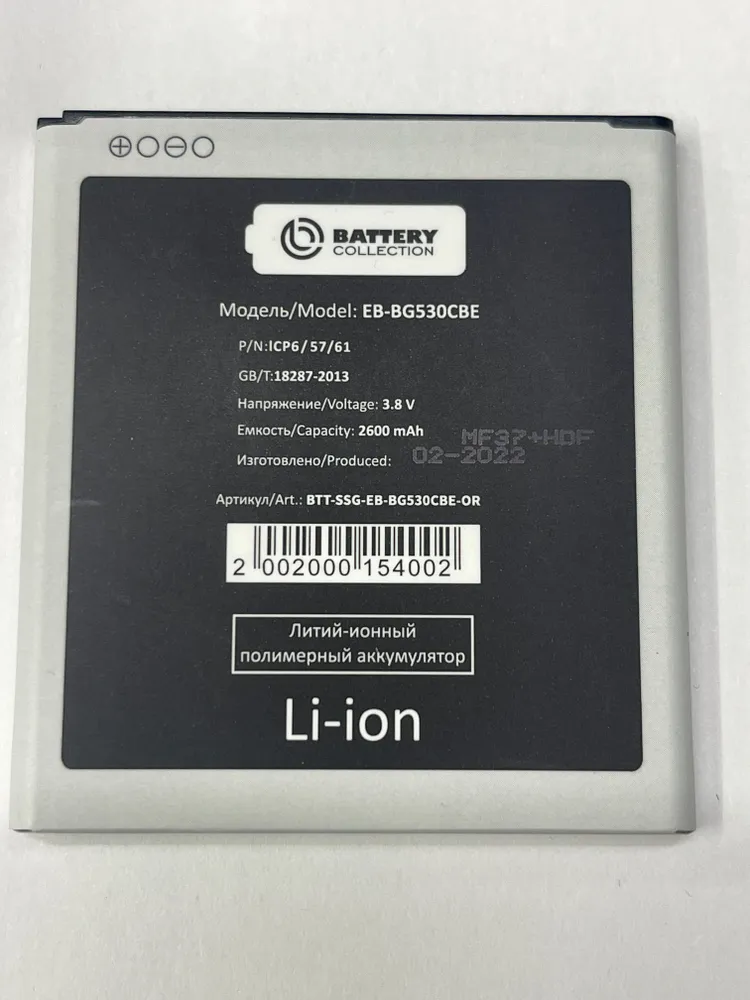 BATTERY
COLLECTION
Модель/Model: EB-BG530CBE
P/N:ICP6/57/61
GB/T:18287-2013
Напряжение/Voltage: 3.8 V
Емкость/Capacity: 2600 mAh
MF37+HDF
Изготовлено/Produced: 02-2022
Артикул/Art.: BTT-SSG-EB-BG530CBE-OR
2 002000 154002
Литий-ионный
полимерный аккумулятор
Li-ion